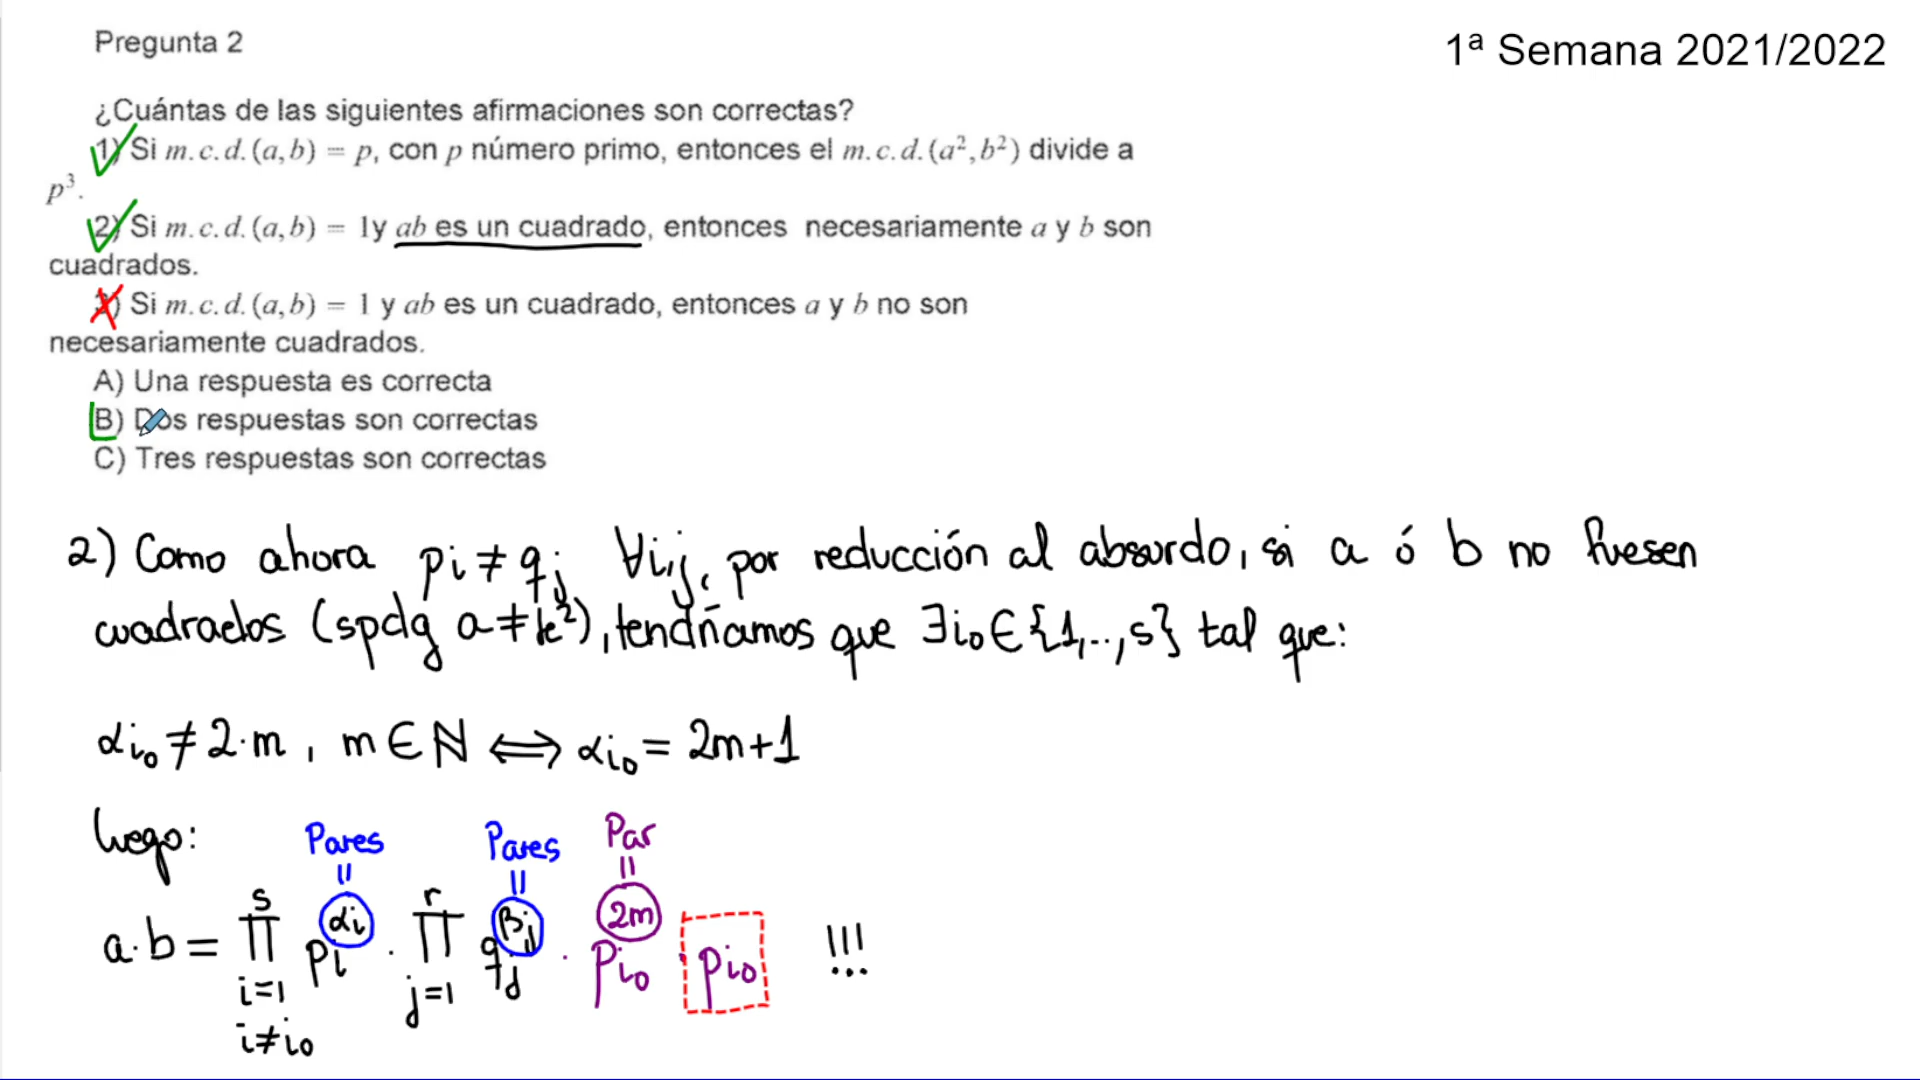 Pregunta 2
1ª Semana 2021/2022
¿Cuántas de las siguientes afirmaciones son correctas?
1) Si m.c.d.(a,b) = p, con p número primo, entonces el m.c.d.(a²,b²) divide a
p³.
2) Si m.c.d.(a,b) = 1y ab es un cuadrado, entonces necesariamente a y b son
cuadrados.
3) Si m.c.d.(a,b) = 1 y ab es un cuadrado, entonces a y b no son
necesariamente cuadrados.
A) Una respuesta es correcta
B) Dos respuestas son correctas
C) Tres respuestas son correctas
2) Como ahora pi ≠ qj ∀i,j, por reducción al absurdo, si a ó b no fuesen
cuadrados (spdg a ≠ k²), tendríamos que ∃i₀∈{1,..,s} tal que:
αi₀ ≠ 2·m , m ∈ ℕ ⟺ αi₀ = 2m+1
luego:
Pares Pares Par
= = =
a·b = ∏ˢ i=1 i≠i₀ pi^αi · ∏ʳ j=1 qj^βj · pi₀^2m · pi₀ !!!